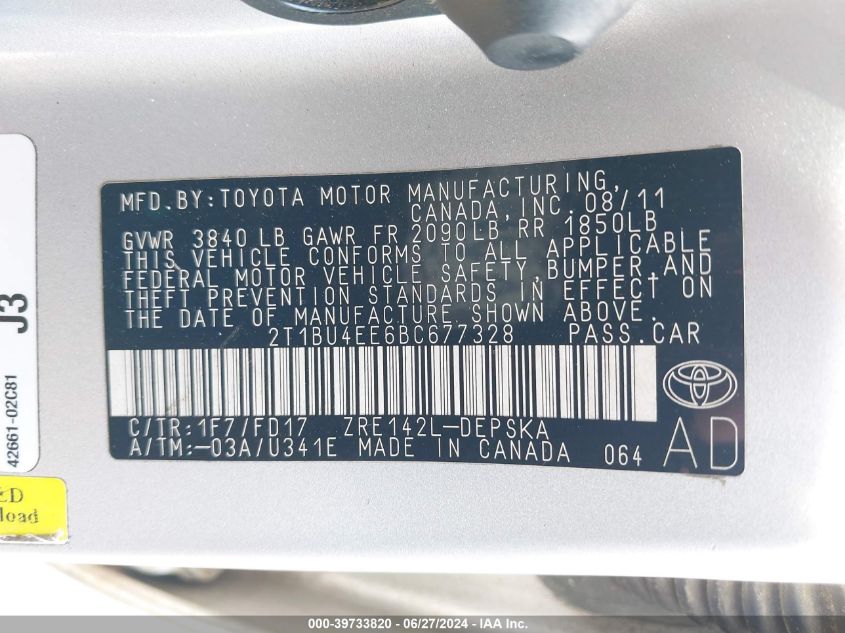 MFD.BY:TOYOTA MOTOR MANUFACTURING,
CANADA,INC. 08/11
GVWR 3840 LB GAWR FR 2090LB RR 1850LB
THIS VEHICLE CONFORMS TO ALL APPLICABLE
FEDERAL MOTOR VEHICLE SAFETY,BUMPER,AND
THEFT PREVENTION STANDARDS IN EFFECT ON
THE DATE OF MANUFACTURE SHOWN ABOVE.
2T1BU4EE6BC677328 PASS.CAR
C/TR:1F7/FD17 ZRE142L-DEPSKA
A/TM:-03A/U341E MADE IN CANADA 064
AD
J3
42661-02C81
load
000-39733820 - 06/27/2024 - IAA Inc.